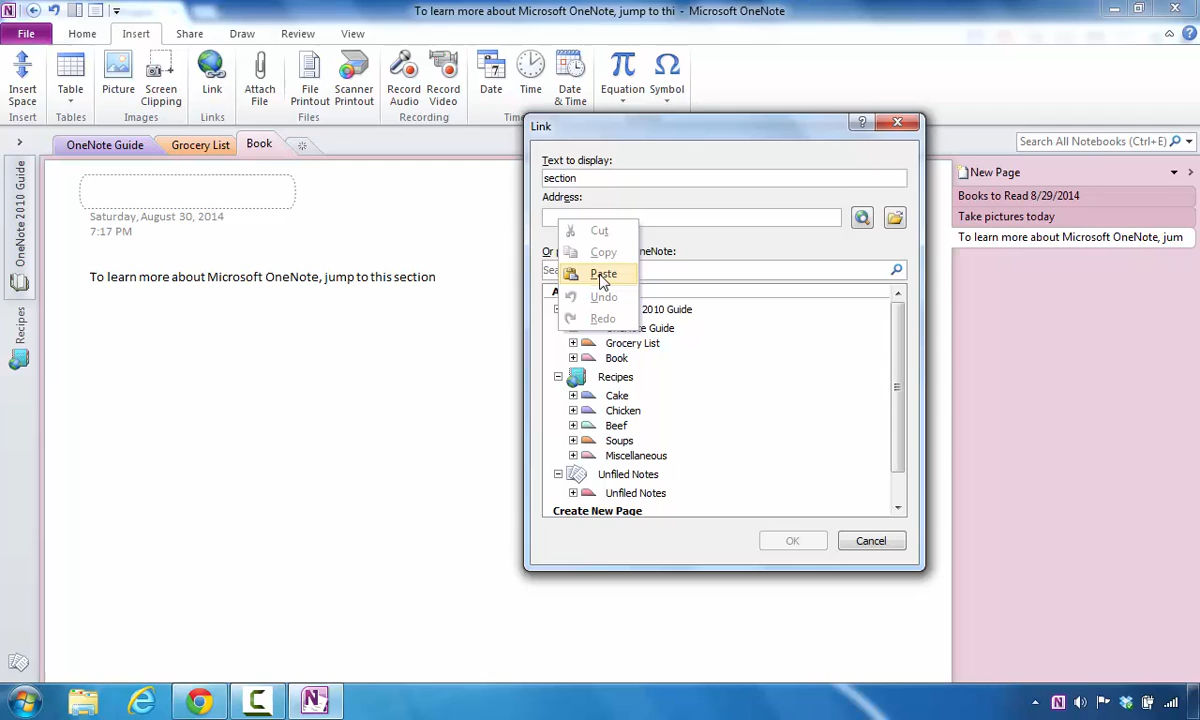 To learn more about Microsoft OneNote, jump to thi - Microsoft OneNote
File Home Insert Share Draw Review View
Insert Space
Table
Picture
Screen Clipping
Link
Attach File
File Printout
Scanner Printout
Record Audio
Record Video
Date
Time
Date & Time
Equation
Symbol
Insert Tables Images Links Files Recording
OneNote Guide Grocery List Book
Search All Notebooks (Ctrl+E)
OneNote 2010 Guide
Recipes
Saturday, August 30, 2014
7:17 PM
To learn more about Microsoft OneNote, jump to this section
Link
Text to display:
section
Address:
Cut
Copy
Paste
Undo
Redo
OneNote:
2010 Guide
Guide
Grocery List
Book
Recipes
Cake
Chicken
Beef
Soups
Miscellaneous
Unfiled Notes
Unfiled Notes
Create New Page
OK Cancel
New Page
Books to Read 8/29/2014
Take pictures today
To learn more about Microsoft OneNote, jum